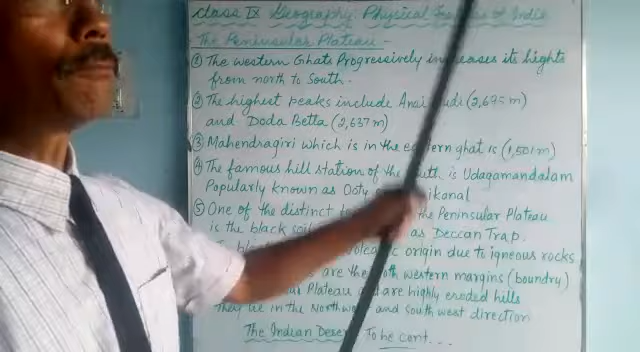 class IX Geography: Physical Features of India
The Peninsular Plateau -
① The western Ghats Progressively increases its hights
from north to South.
② The highest peaks include Anai udi (2,695 m)
and Doda Betta (2,637 m)
③ Mahendragiri which is in the eastern ghat is (1,501 m)
④ The famous hill station of the South is Udagamandalam
Popularly known as Ooty ikanal
⑤ One of the distinct the Peninsular Plateau
is the black soil as Deccan Trap.
origin due to igneous rocks
are the western margins (boundry)
Plateau and are highly eroded hills
They lie in the Northwest and South west direction
The Indian Desert To be cont...